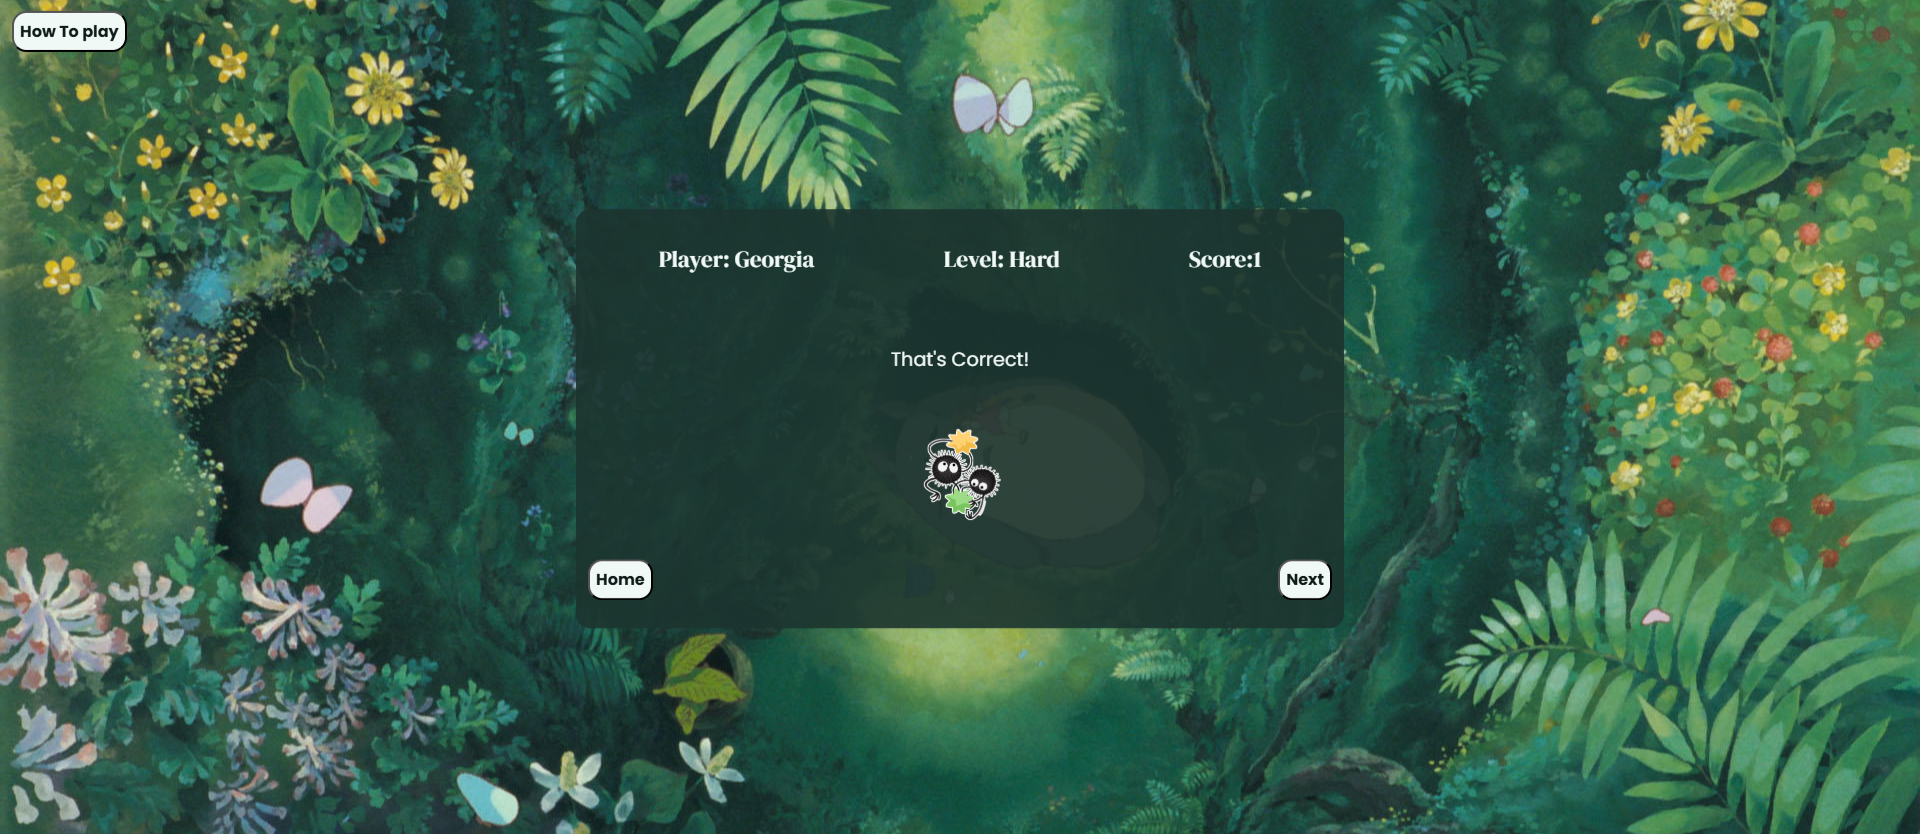 How To play
Player: Georgia
Level: Hard
Score:1
That's Correct!
Home
Next